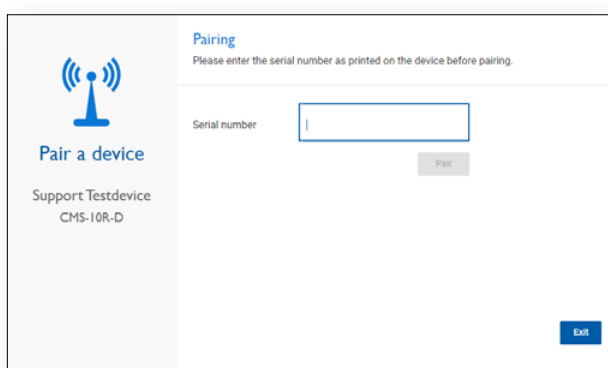 Pairing
Please enter the serial number as printed on the device before pairing.
Serial number
Pair
Pair a device
Support Testdevice
CMS-10R-D
Exit